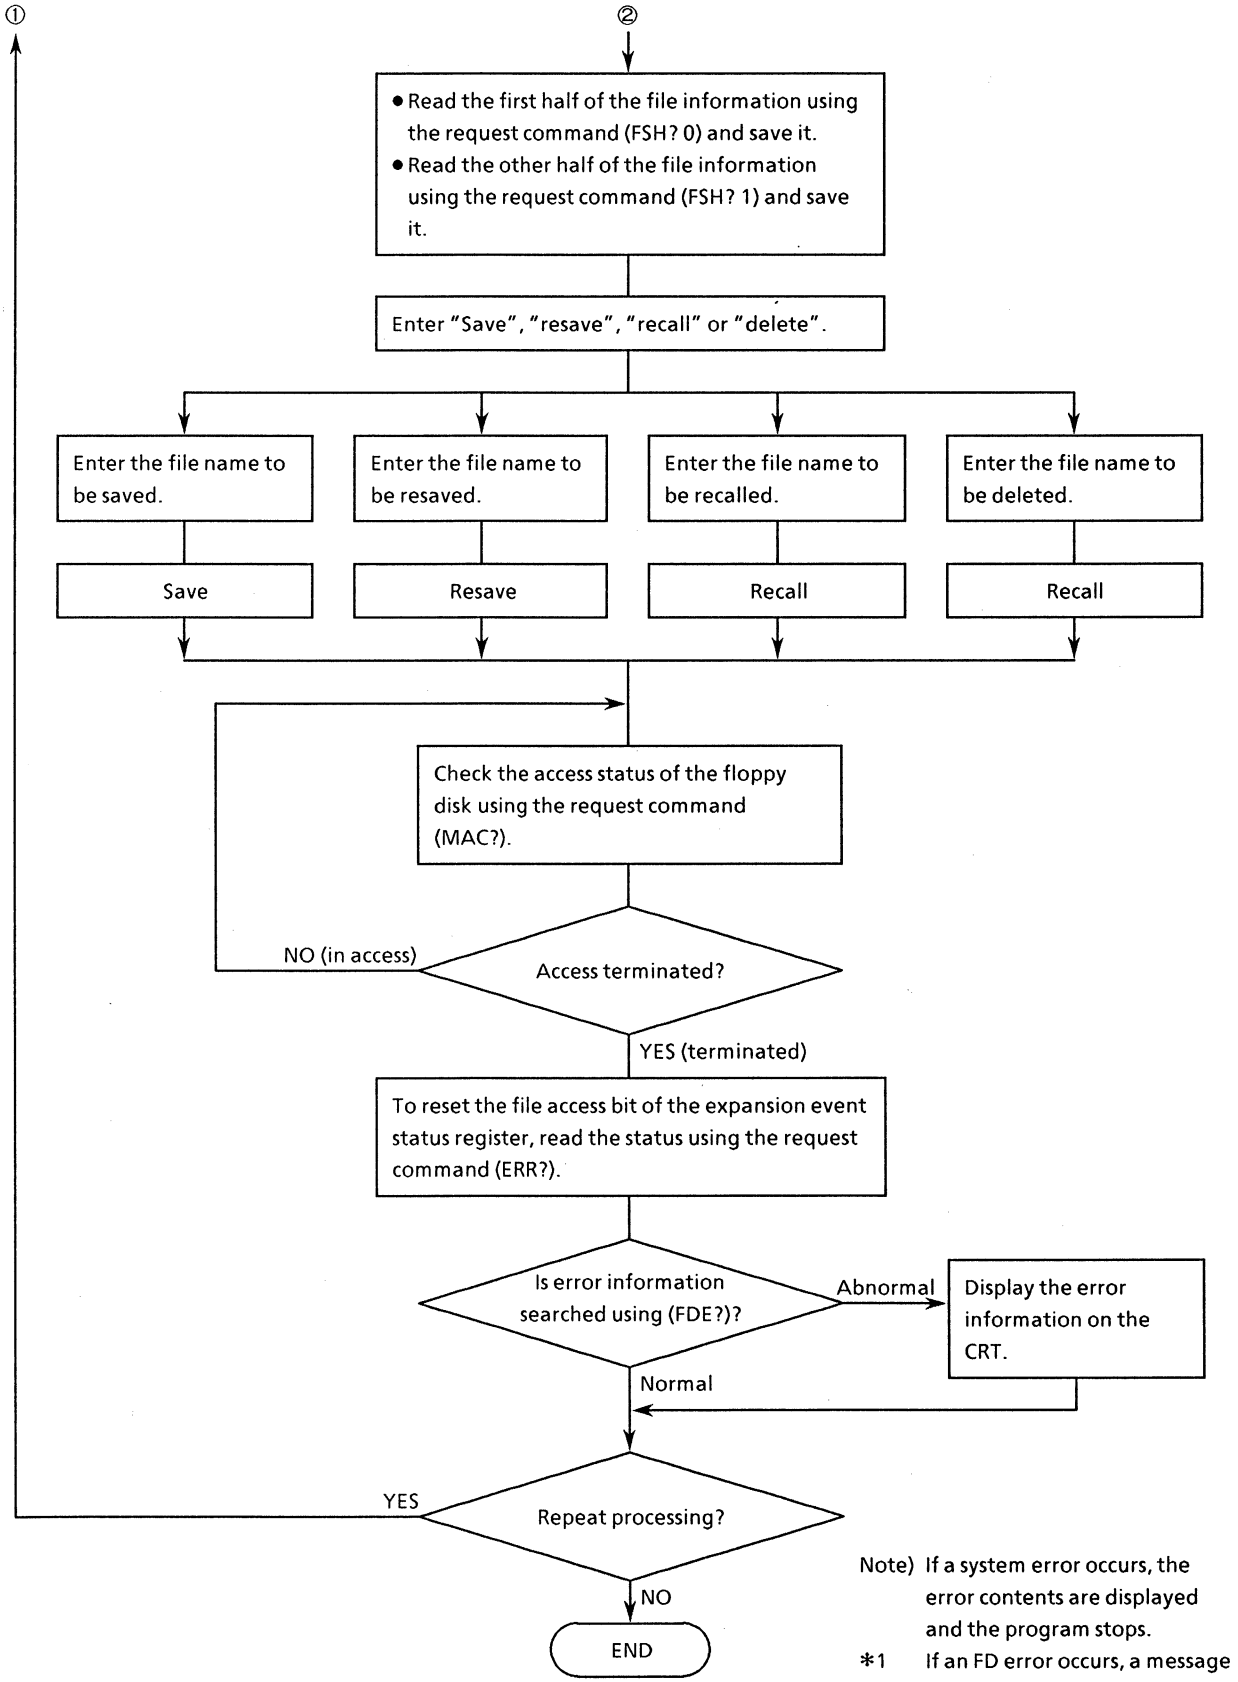 ① ②
● Read the first half of the file information using
the request command (FSH? 0) and save it.
● Read the other half of the file information
using the request command (FSH? 1) and save
it.
Enter "Save", "resave", "recall" or "delete".
Enter the file name to
be saved.
Enter the file name to
be resaved.
Enter the file name to
be recalled.
Enter the file name to
be deleted.
Save
Resave
Recall
Recall
Check the access status of the floppy
disk using the request command
(MAC?).
NO (in access)
Access terminated?
YES (terminated)
To reset the file access bit of the expansion event
status register, read the status using the request
command (ERR?).
Is error information
searched using (FDE?)?
Abnormal
Display the error
information on the
CRT.
Normal
YES
Repeat processing?
NO
END
Note) If a system error occurs, the
error contents are displayed
and the program stops.
*1 If an FD error occurs, a message